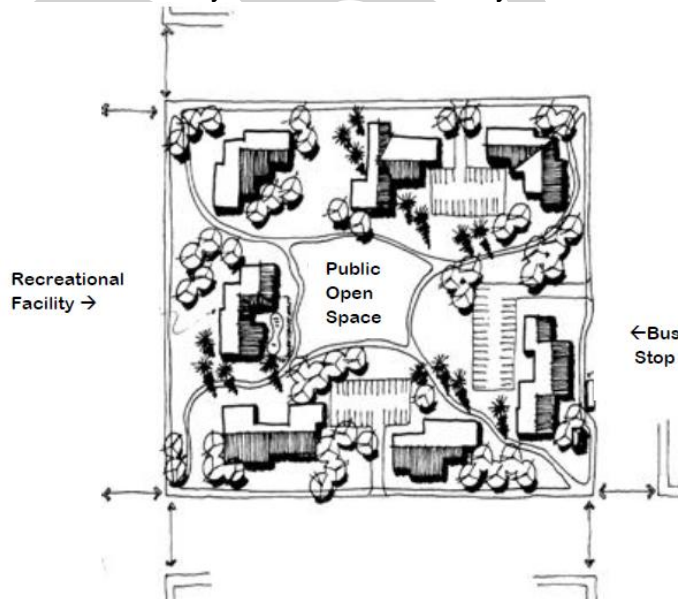 Public
Open
Space
Recreational
Facility →
←Bus
Stop